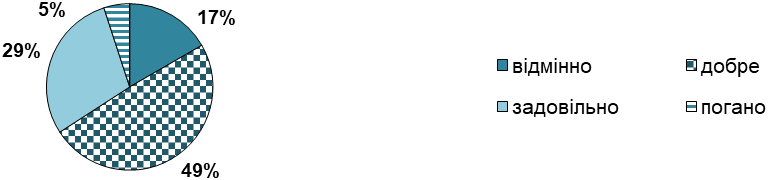 5%
17%
29%
49%
відмінно
добре
задовільно
погано